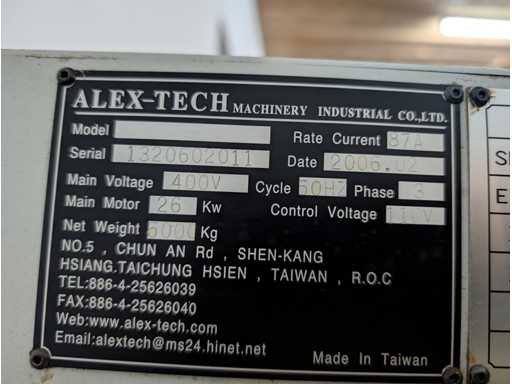 ALEX-TECH MACHINERY INDUSTRIAL CO.,LTD.
Model
Rate Current 87A
Serial 1320602011
Date 2006.02
Main Voltage 400V Cycle 50HZ Phase 3
Main Motor 26 Kw
Control Voltage 110V
Net Weight 6000 Kg
NO.5 , CHUN AN Rd , SHEN-KANG
HSIANG.TAICHUNG HSIEN , TAIWAN , R.O.C
TEL:886-4-25626039
FAX:886-4-25626040
Web:www.alex-tech.com
Email:alextech@ms24.hinet.net
Made In Taiwan